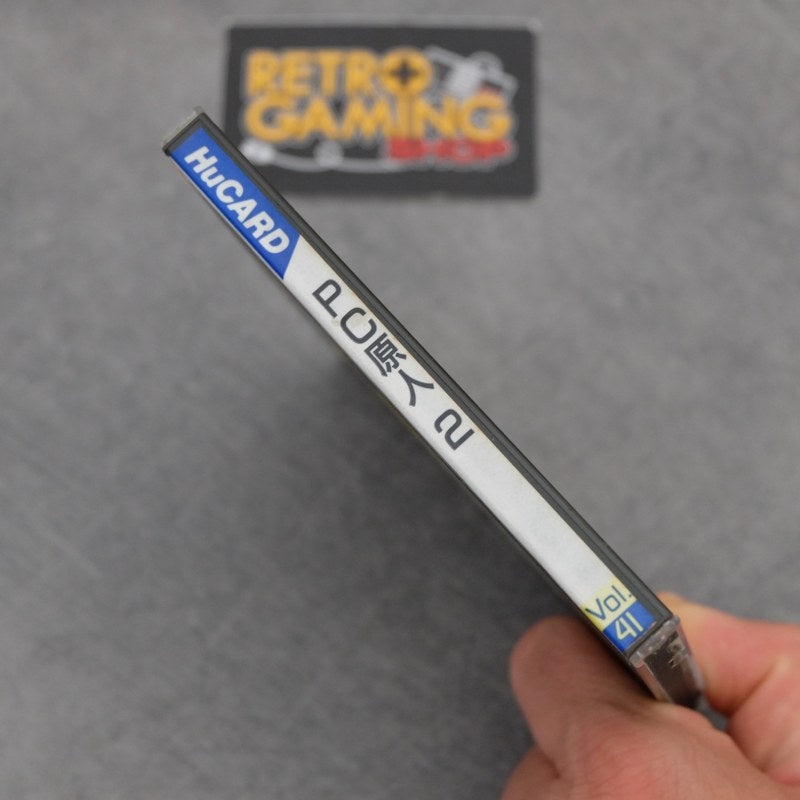 RETRO
GAMING
SHOP
HuCARD
PC原人2
Vol.
41